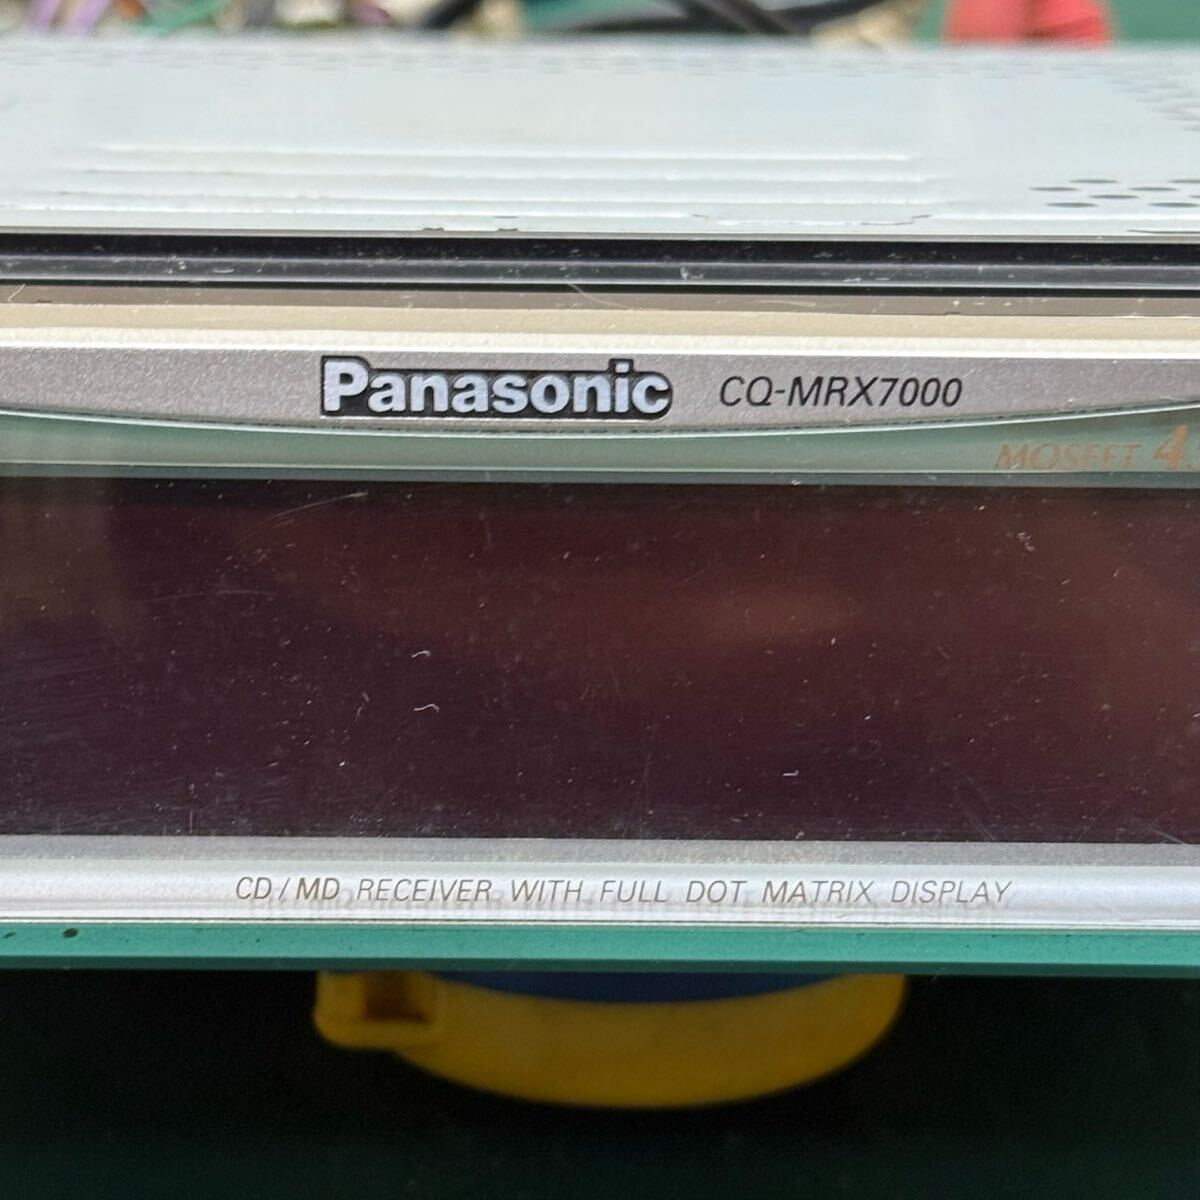 Panasonic CQ-MRX7000
MOSFET 4
CD/MD RECEIVER WITH FULL DOT MATRIX DISPLAY